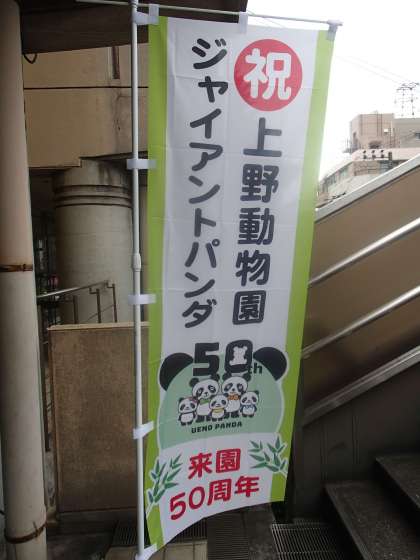 祝
上野動物園
ジャイアントパンダ
50th
UENO PANDA
来園
50周年